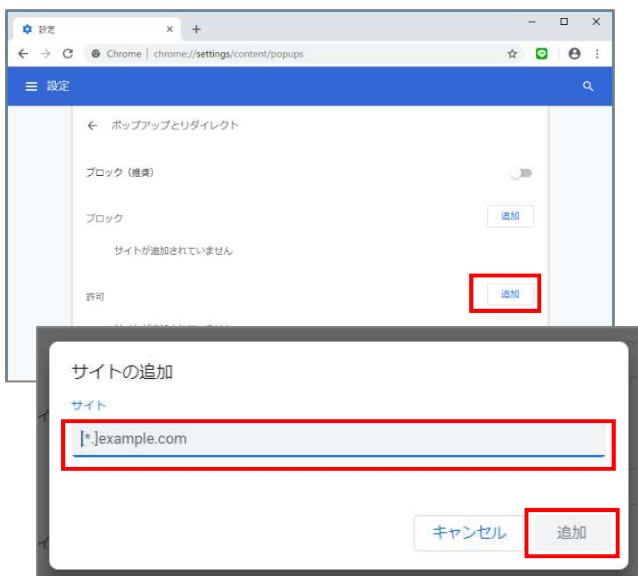 設定
Chrome | chrome://settings/content/popups
設定
ポップアップとリダイレクト
ブロック（推奨）
ブロック
追加
サイトが追加されていません
許可
追加
サイトの追加
サイト
[*.]example.com
キャンセル
追加